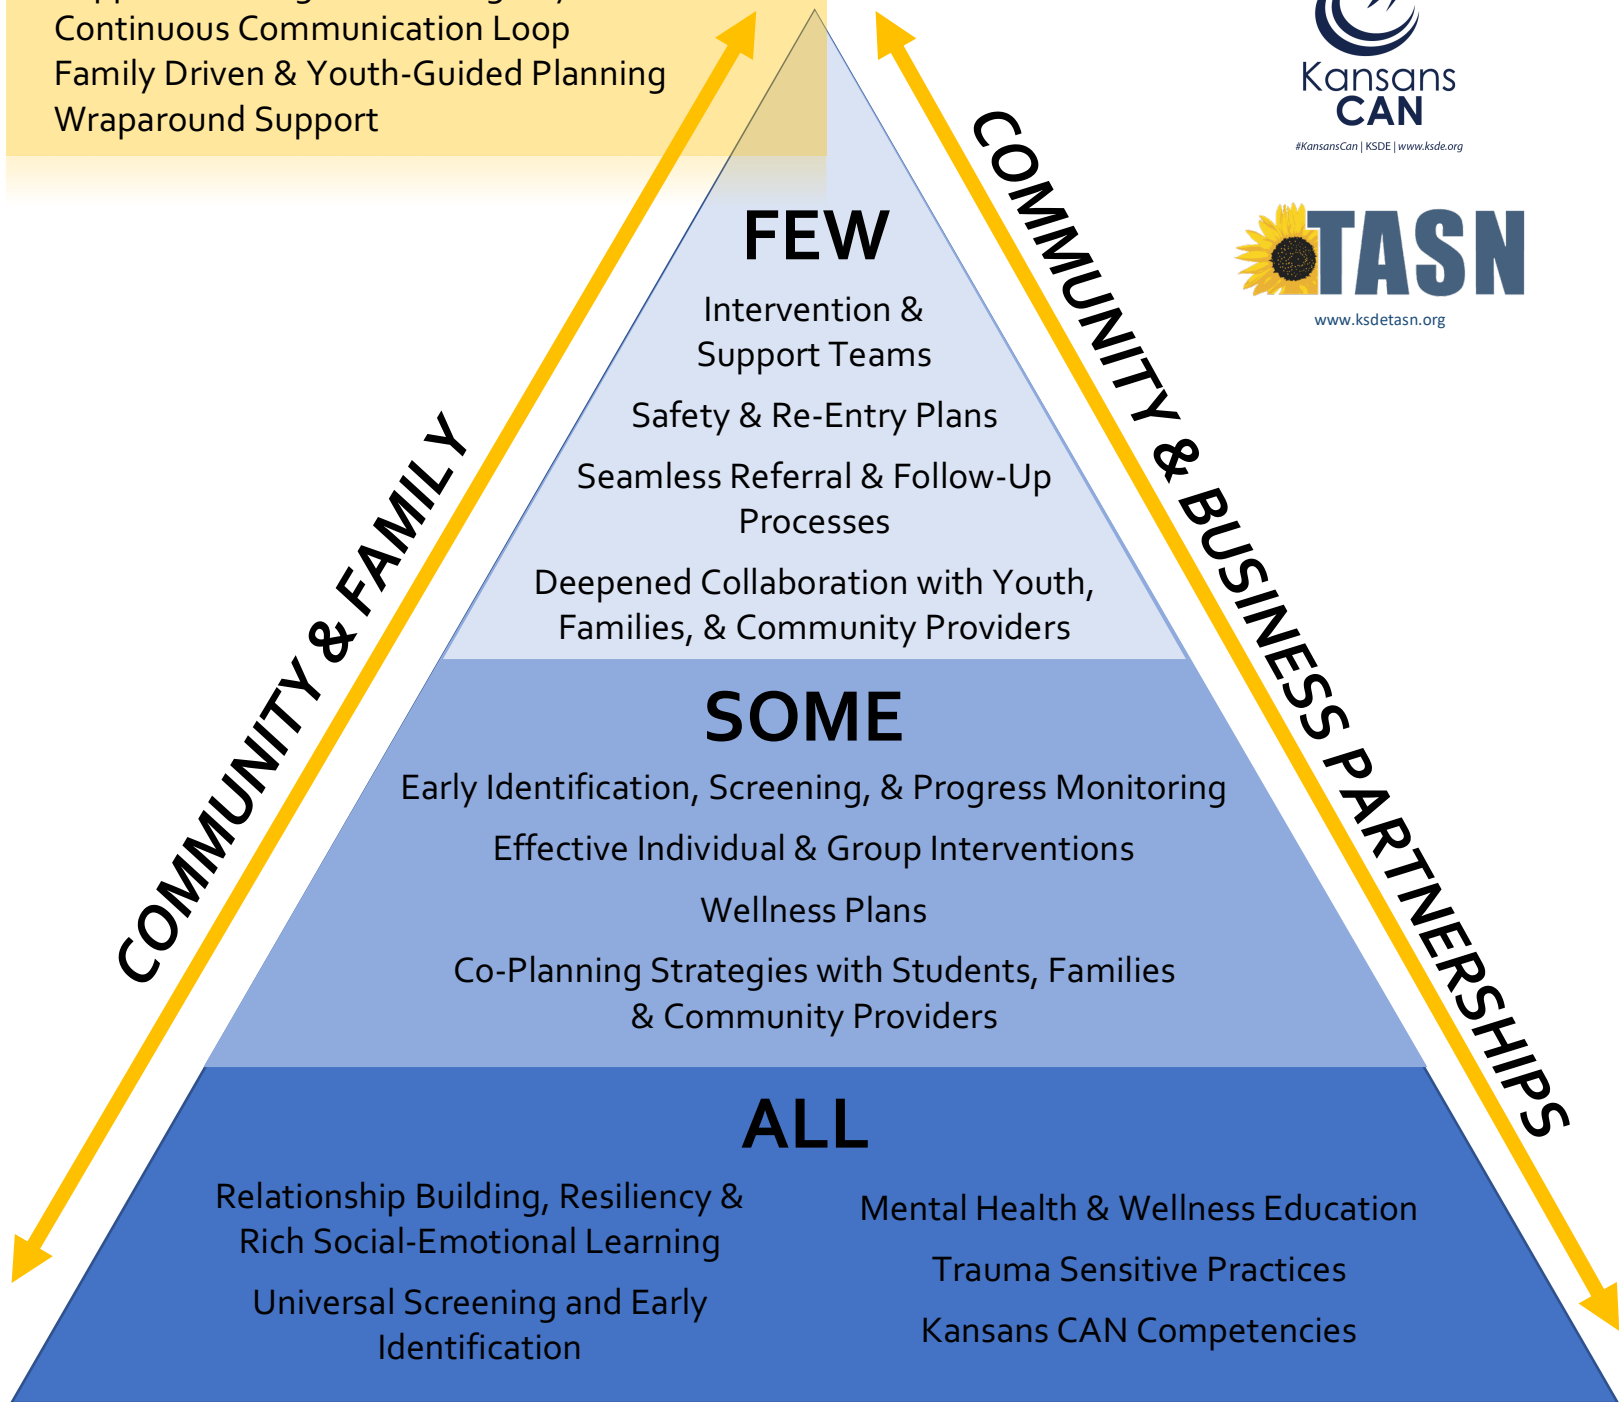 Continuous Communication Loop
Family Driven & Youth-Guided Planning
Wraparound Support
Kansans
CAN
#KansansCan | KSDE | www.ksde.org
TASN
www.ksdetasn.org
COMMUNITY & FAMILY
COMMUNITY & BUSINESS PARTNERSHIPS
FEW
Intervention &
Support Teams
Safety & Re-Entry Plans
Seamless Referral & Follow-Up
Processes
Deepened Collaboration with Youth,
Families, & Community Providers
SOME
Early Identification, Screening, & Progress Monitoring
Effective Individual & Group Interventions
Wellness Plans
Co-Planning Strategies with Students, Families
& Community Providers
ALL
Relationship Building, Resiliency &
Rich Social-Emotional Learning
Universal Screening and Early
Identification
Mental Health & Wellness Education
Trauma Sensitive Practices
Kansans CAN Competencies